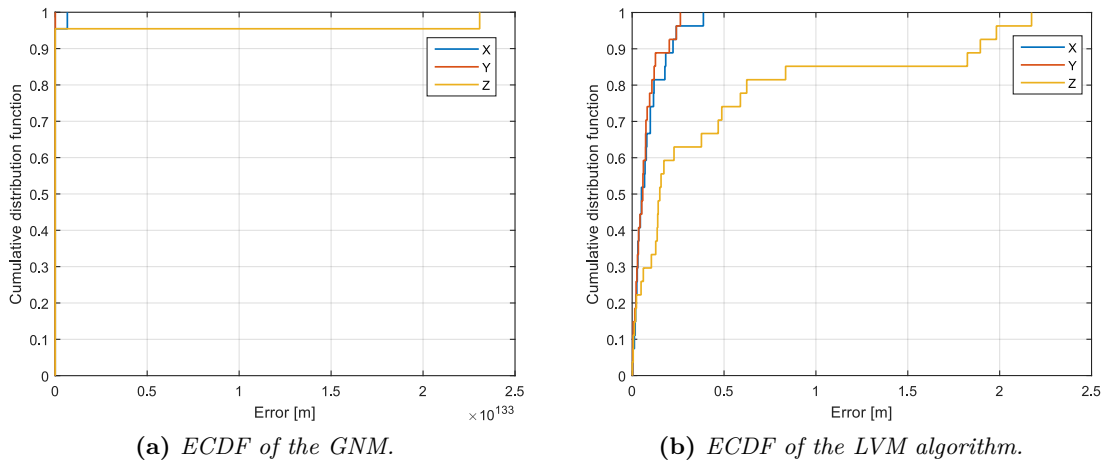 1
0.9
0.8
0.7
0.6
0.5
0.4
0.3
0.2
0.1
0
Cumulative distribution function
X
Y
Z
0 0.5 1 1.5 2 2.5
Error [m]
×10^133
(a) ECDF of the GNM.
1
0.9
0.8
0.7
0.6
0.5
0.4
0.3
0.2
0.1
0
Cumulative distribution function
X
Y
Z
0 0.5 1 1.5 2 2.5
Error [m]
(b) ECDF of the LVM algorithm.